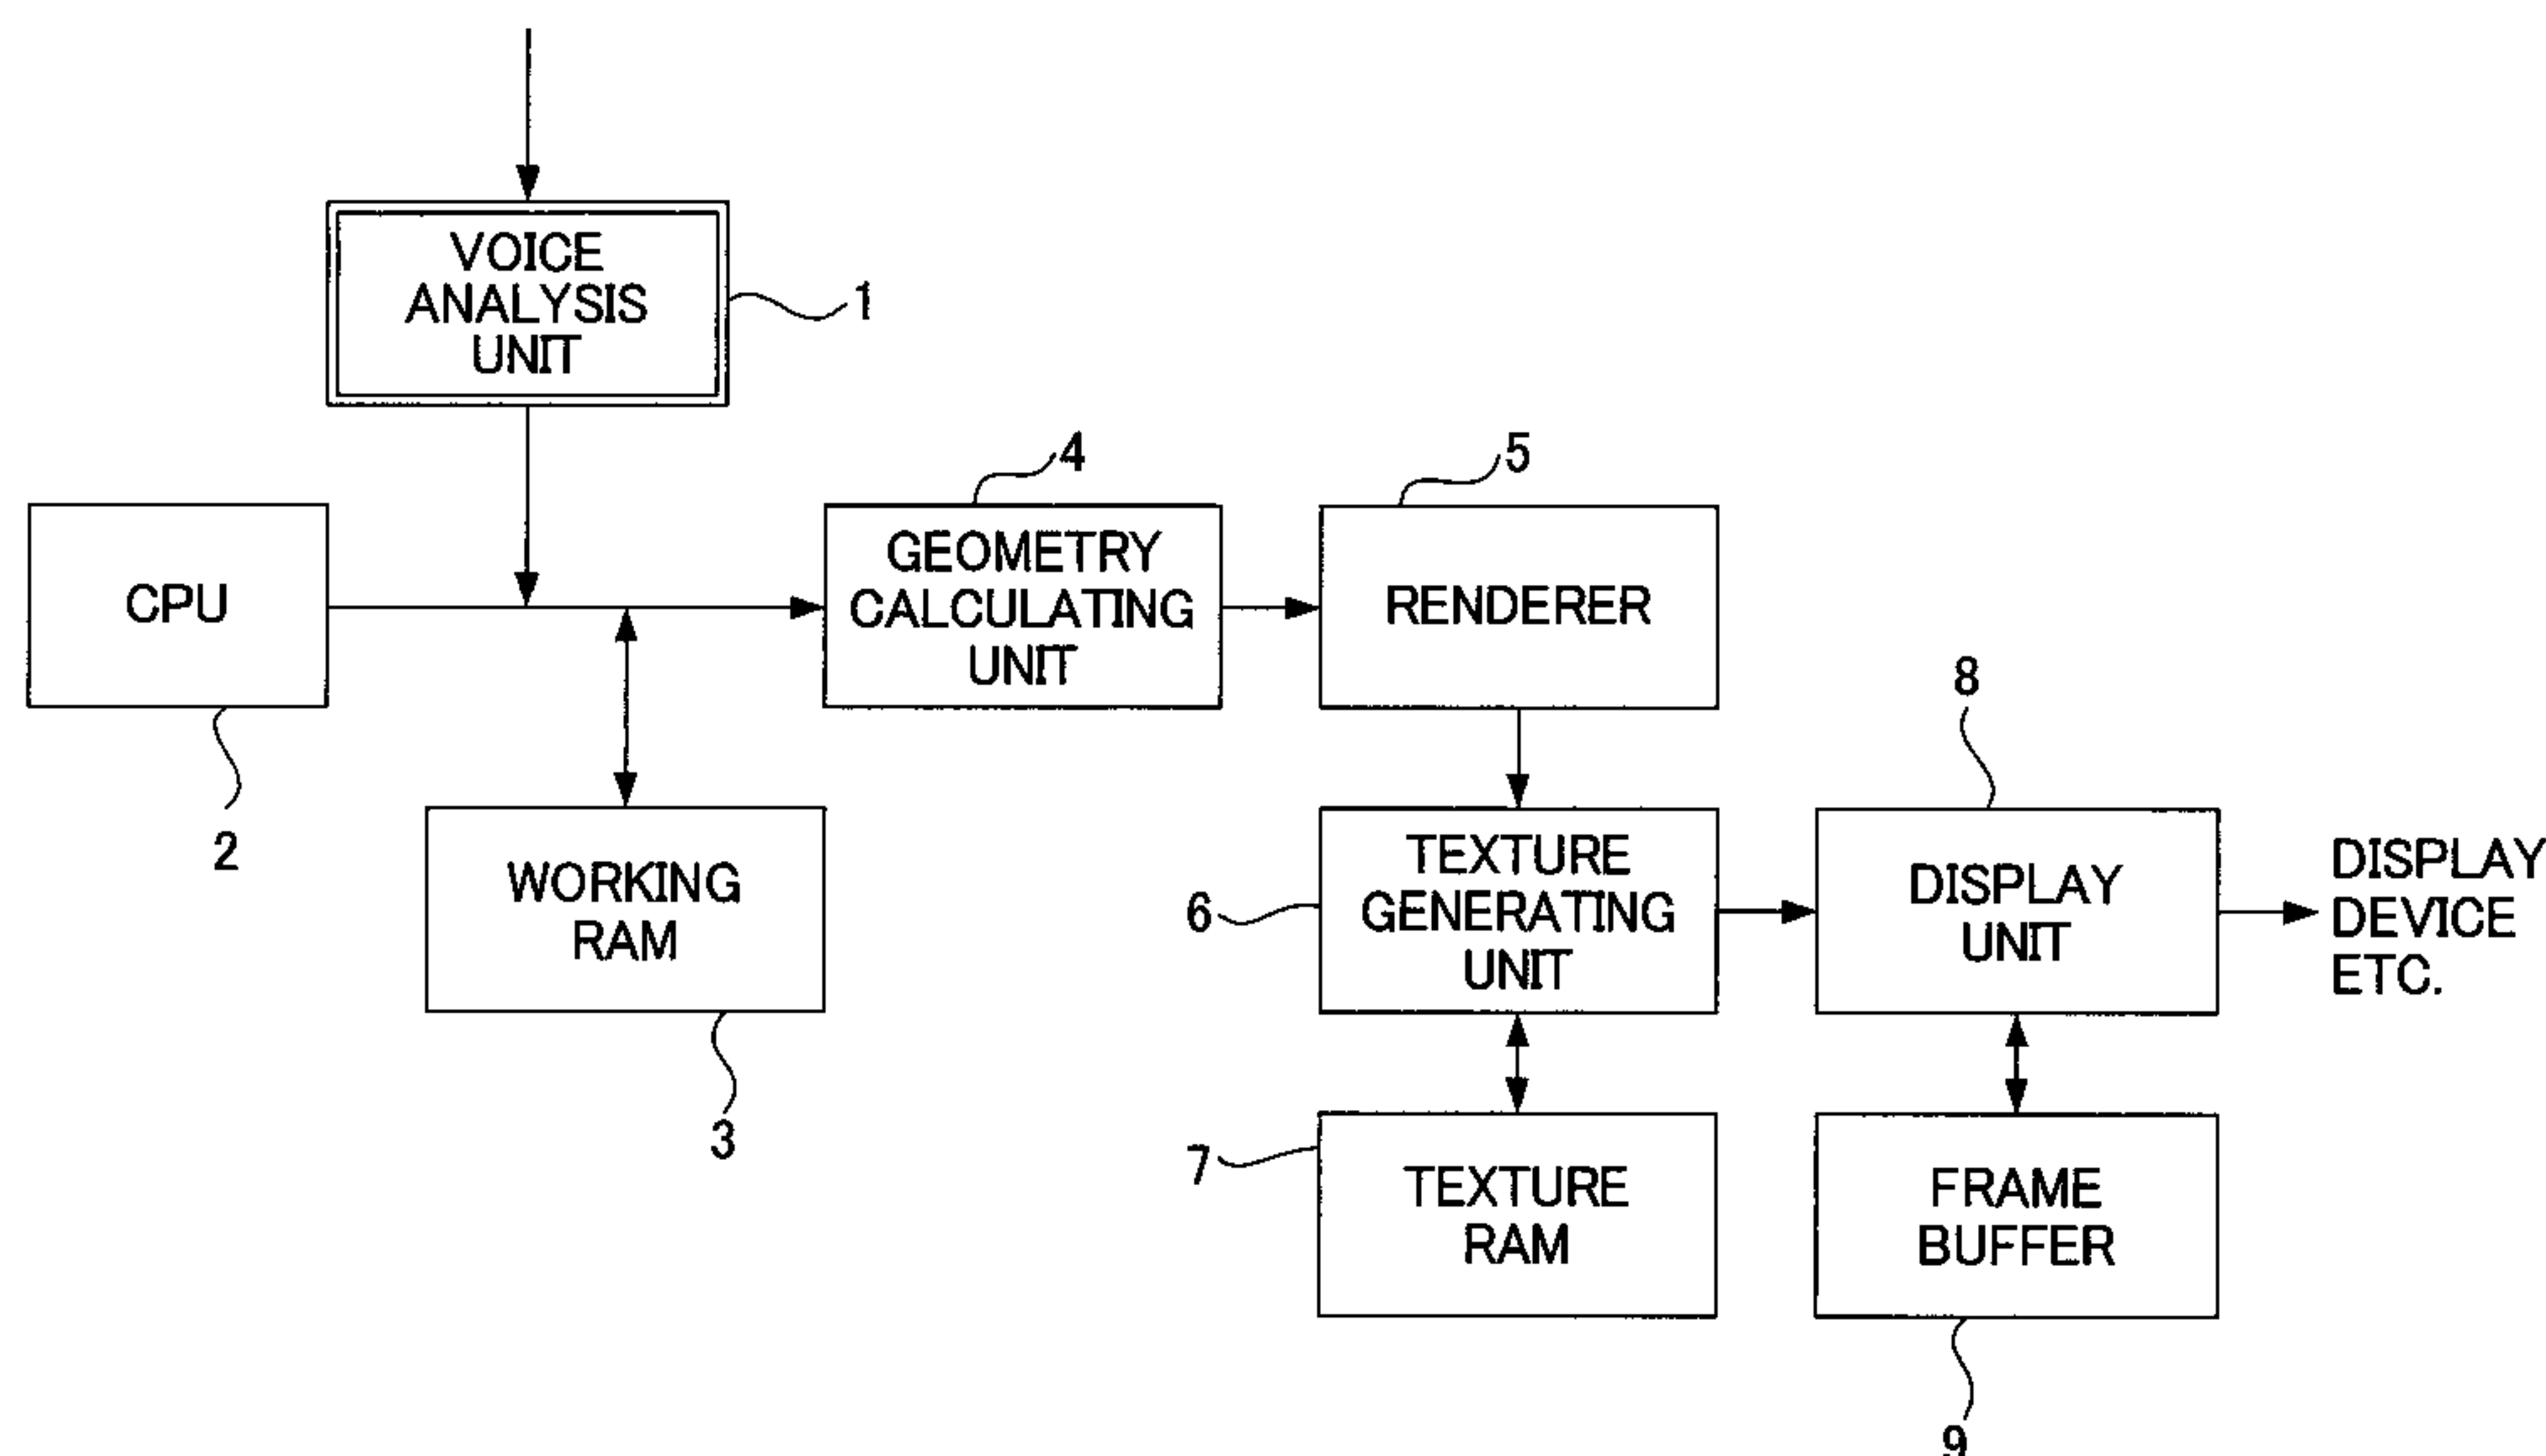 VOICE
ANALYSIS
UNIT
1
4
5
CPU
GEOMETRY
CALCULATING
UNIT
RENDERER
2
8
WORKING
RAM
3
6
TEXTURE
GENERATING
UNIT
DISPLAY
UNIT
DISPLAY
DEVICE
ETC.
7
TEXTURE
RAM
FRAME
BUFFER
9